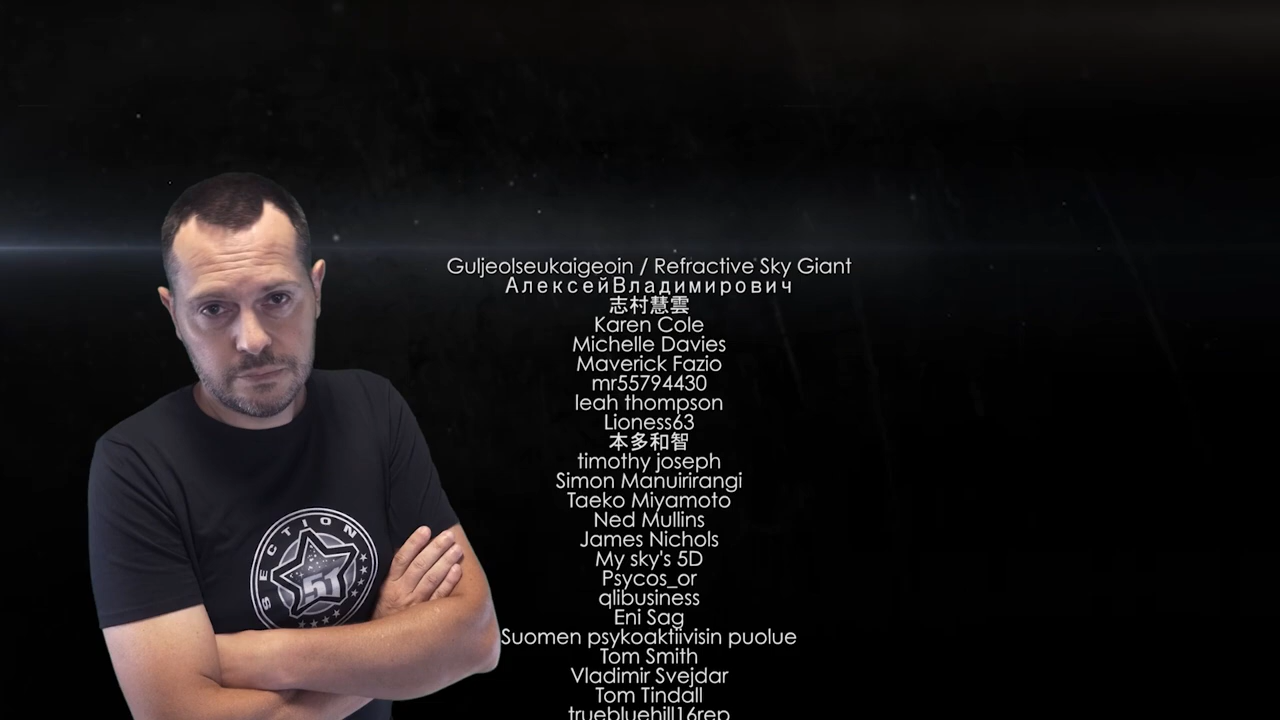 Guljeolseukaigeoin / Refractive Sky Giant
АлексейВладимирович
志村慧雲
Karen Cole
Michelle Davies
Maverick Fazio
mr55794430
leah thompson
Lioness63
本多和智
timothy joseph
Simon Manuirirangi
Taeko Miyamoto
Ned Mullins
James Nichols
My sky's 5D
Psycos_or
qlibusiness
Eni Sag
Suomen psykoaktiivisin puolue
Tom Smith
Vladimir Svejdar
Tom Tindall
truebluehill16rep
SECTION
51